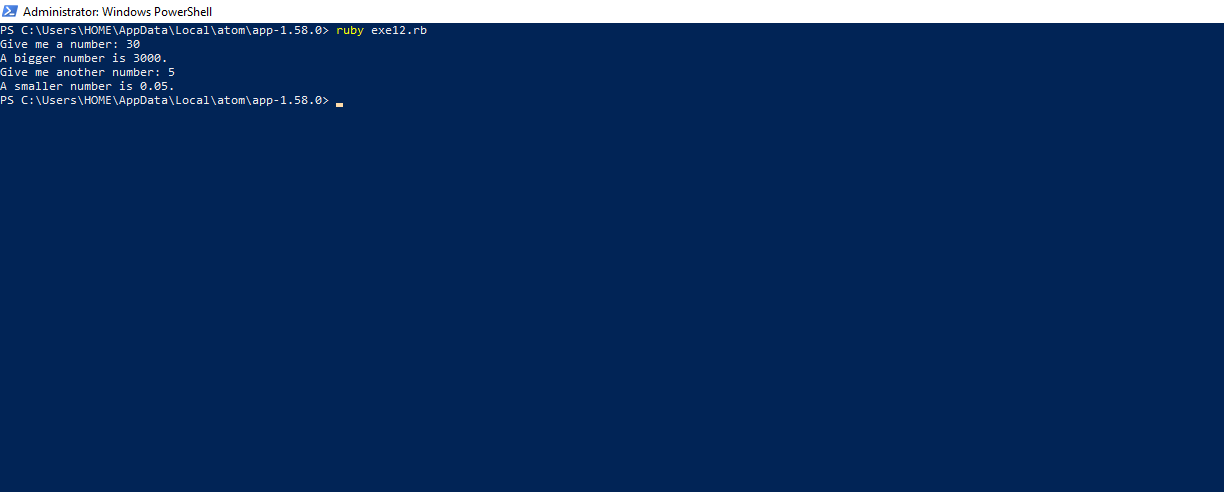 Administrator: Windows PowerShell
PS C:\Users\HOME\AppData\Local\atom\app-1.58.0> ruby exe12.rb
Give me a number: 30
A bigger number is 3000.
Give me another number: 5
A smaller number is 0.05.
PS C:\Users\HOME\AppData\Local\atom\app-1.58.0>